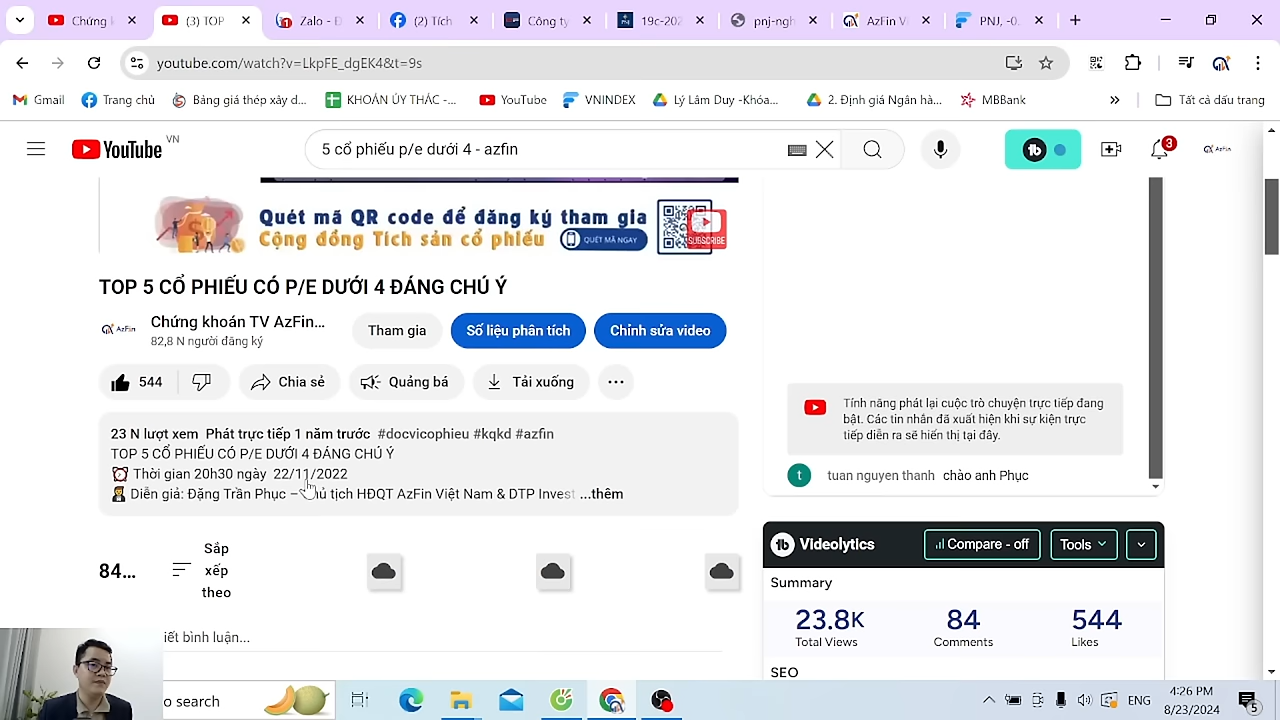 Chứng k
(3) TOP
Zalo - Đ
(2) Tích
Công ty
19c-202
pnj-ngh
AzFin V
PNJ, -0.
youtube.com/watch?v=LkpFE_dgEK4&t=9s
Gmail
Trang chủ
Bảng giá thép xây d...
KHOÁN ỦY THÁC -...
YouTube
VNINDEX
Lý Lâm Duy -Khóa...
2. Định giá Ngân hà...
MBBank
»
Tất cả dấu trang
YouTube VN
5 cổ phiếu p/e dưới 4 - azfin
3
AzFin
Quét mã QR code để đăng ký tham gia
Cộng đồng Tích sản cổ phiếu
QUÉT MÃ NGAY
SUBSCRIBE
TOP 5 CỔ PHIẾU CÓ P/E DƯỚI 4 ĐÁNG CHÚ Ý
AzFin
Chứng khoán TV AzFin...
82,8 N người đăng ký
Tham gia
Số liệu phân tích
Chỉnh sửa video
544
Chia sẻ
Quảng bá
Tải xuống
23 N lượt xem Phát trực tiếp 1 năm trước #docvicophieu #kqkd #azfin
TOP 5 CỔ PHIẾU CÓ P/E DƯỚI 4 ĐÁNG CHÚ Ý
Thời gian 20h30 ngày 22/11/2022
Diễn giả: Đặng Trần Phục – Chủ tịch HĐQT AzFin Việt Nam & DTP Invest ...thêm
84...
Sắp
xếp
theo
iết bình luận...
Tính năng phát lại cuộc trò chuyện trực tiếp đang
bật. Các tin nhắn đã xuất hiện khi sự kiện trực
tiếp diễn ra sẽ hiển thị tại đây.
t
tuan nguyen thanh chào anh Phục
Videolytics
Compare - off
Tools
Summary
23.8K
84
544
Total Views
Comments
Likes
SEO
o search
ENG
4:26 PM
8/23/2024
5